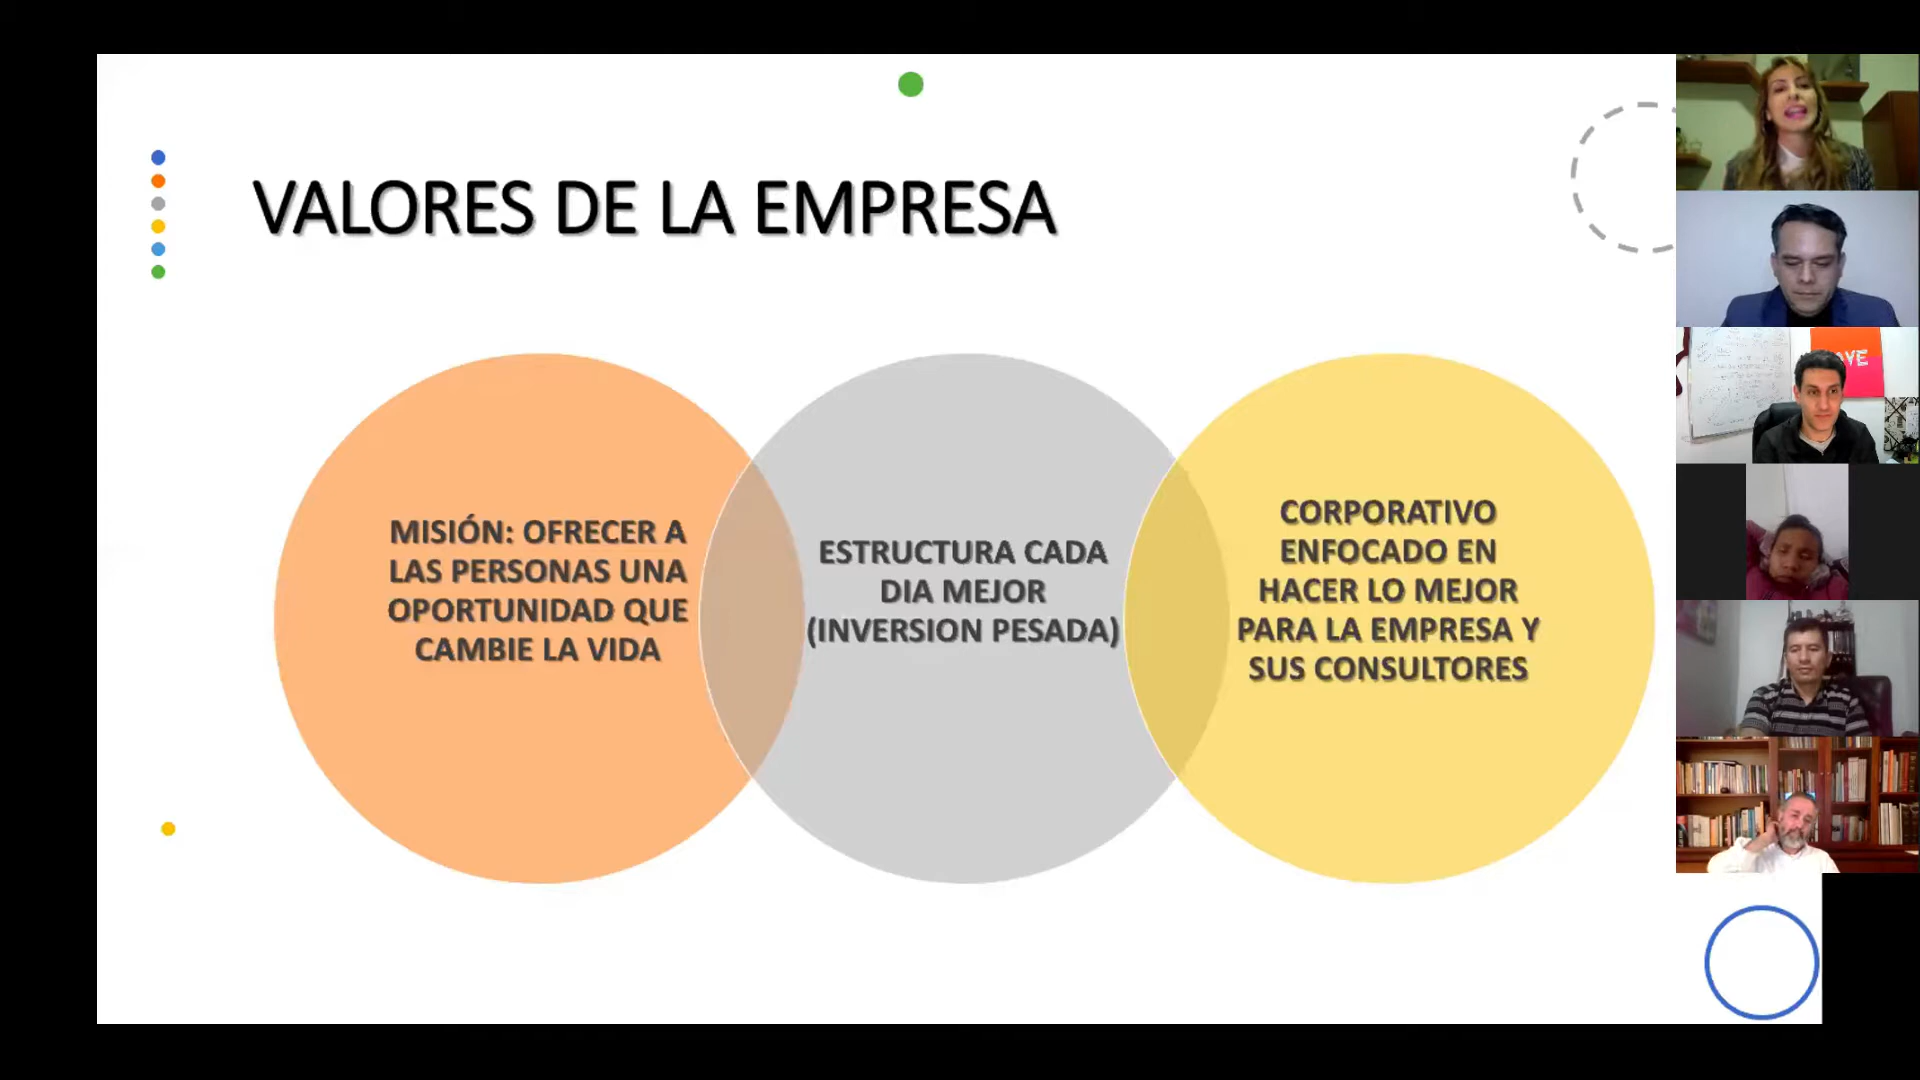 VALORES DE LA EMPRESA
MISIÓN: OFRECER A
LAS PERSONAS UNA
OPORTUNIDAD QUE
CAMBIE LA VIDA
ESTRUCTURA CADA
DIA MEJOR
(INVERSION PESADA)
CORPORATIVO
ENFOCADO EN
HACER LO MEJOR
PARA LA EMPRESA Y
SUS CONSULTORES